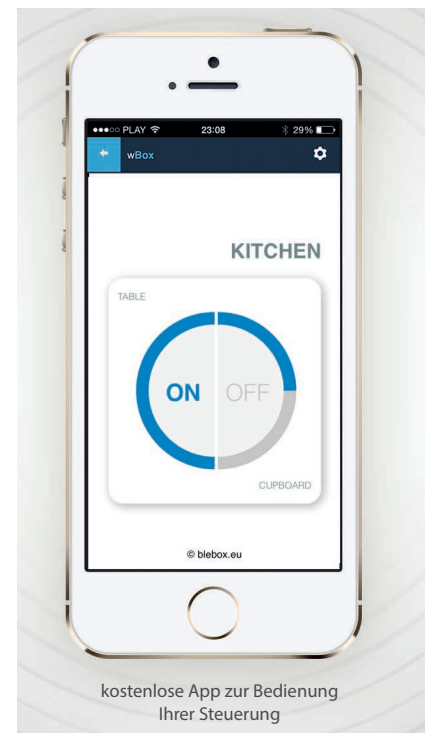 PLAY 23:08 29%
wBox
KITCHEN
TABLE
ON OFF
CUPBOARD
© blebox.eu
kostenlose App zur Bedienung
Ihrer Steuerung